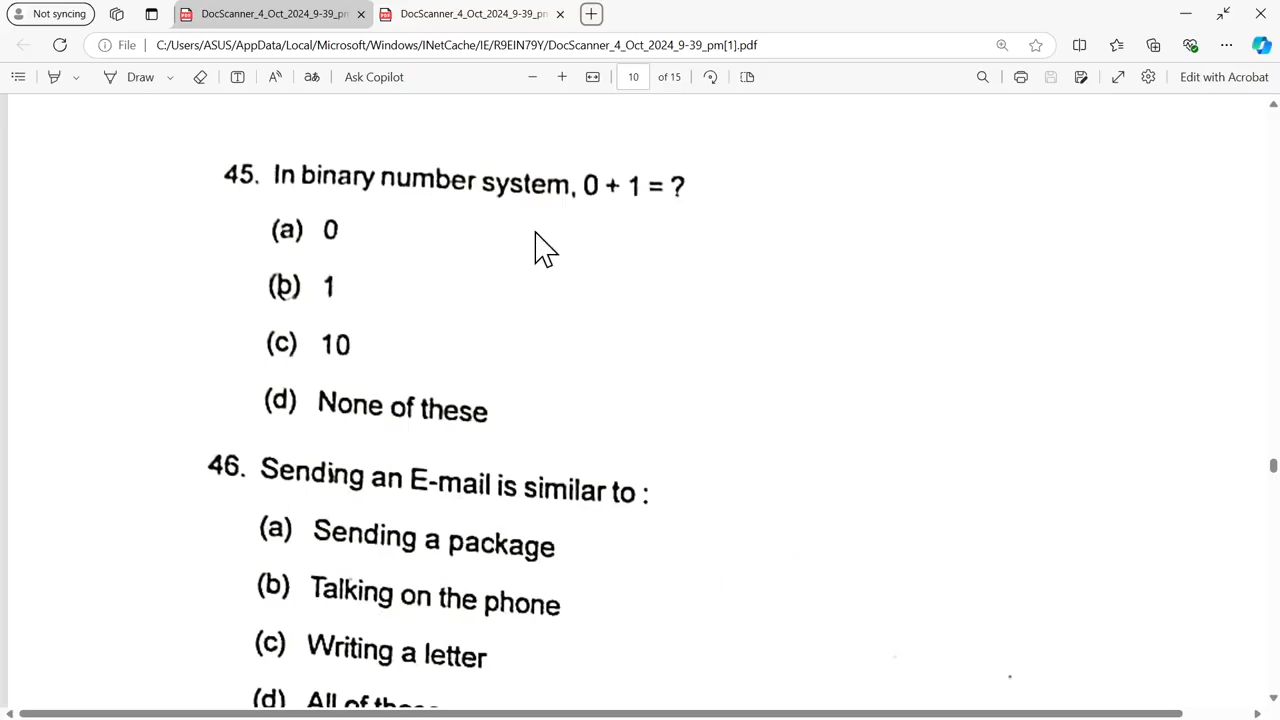 Not syncing
DocScanner_4_Oct_2024_9-39_pm
DocScanner_4_Oct_2024_9-39_pm
File
C:/Users/ASUS/AppData/Local/Microsoft/Windows/INetCache/IE/R9EIN79Y/DocScanner_4_Oct_2024_9-39_pm[1].pdf
Draw
Ask Copilot
10 of 15
Edit with Acrobat
45. In binary number system, 0 + 1 = ?
(a) 0
(b) 1
(c) 10
(d) None of these
46. Sending an E-mail is similar to :
(a) Sending a package
(b) Talking on the phone
(c) Writing a letter
(d) All of these